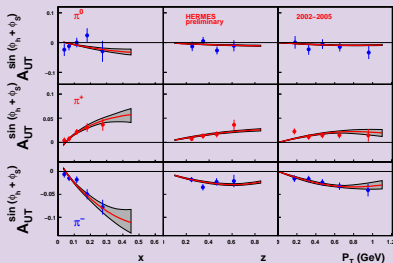 π⁰
HERMES
preliminary
2002-2005
A_UT sin(ϕ_h + ϕ_S)
0
-0.1
π⁺
A_UT sin(ϕ_h + ϕ_S)
0.1
0.05
0
π⁻
A_UT sin(ϕ_h + ϕ_S)
-0.05
-0.1
0 0.1 0.2 0.3 0.4 0.5 0.6
0.2 0.4 0.6 0.8
0.2 0.4 0.6 0.8 1
x
z
P_T (GeV)